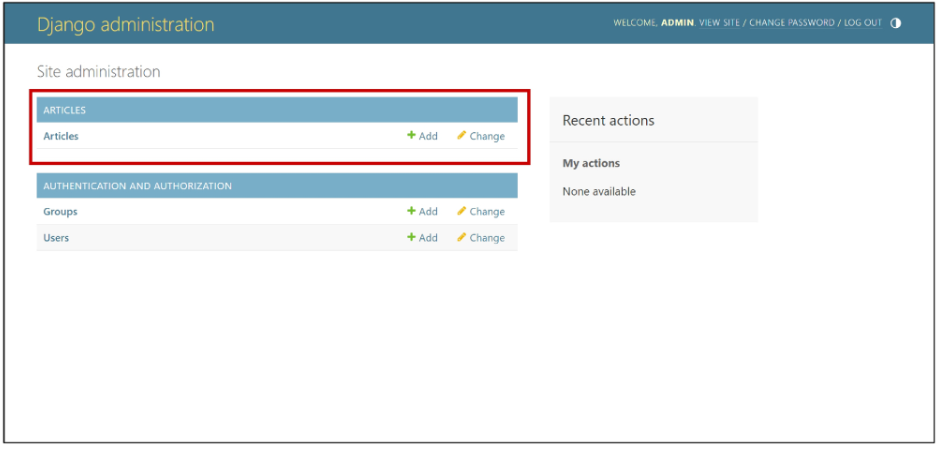 Django administration
WELCOME, ADMIN. VIEW SITE / CHANGE PASSWORD / LOG OUT
Site administration
ARTICLES
Articles
Add
Change
AUTHENTICATION AND AUTHORIZATION
Groups
Add
Change
Users
Add
Change
Recent actions
My actions
None available